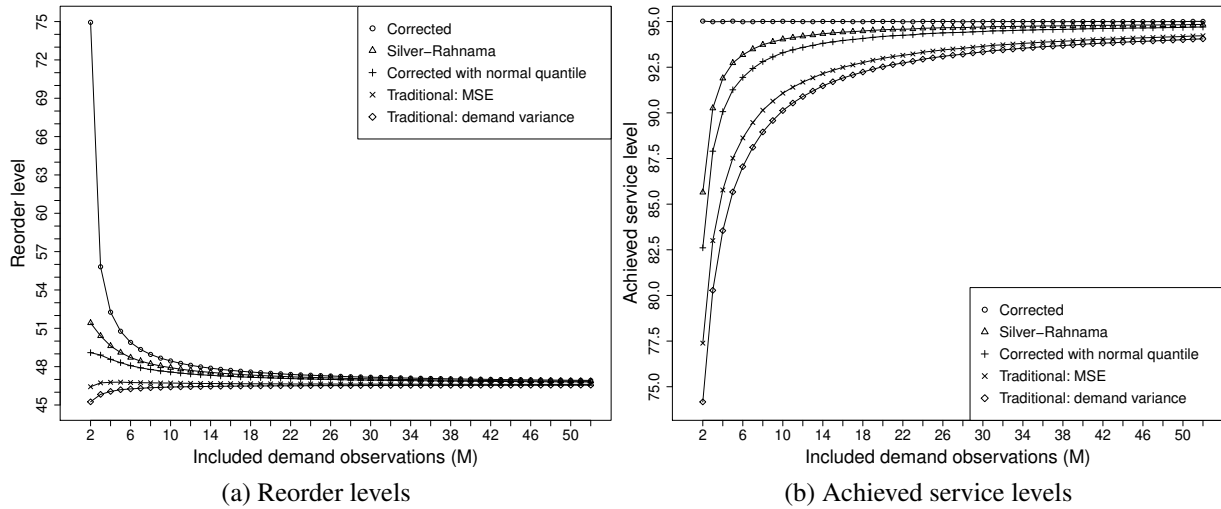 Corrected
Silver-Rahnama
Corrected with normal quantile
Traditional: MSE
Traditional: demand variance
Reorder level
75
72
69
66
63
60
57
54
51
48
45
2 6 10 14 18 22 26 30 34 38 42 46 50
Included demand observations (M)
(a) Reorder levels
Achieved service level
95.0
92.5
90.0
87.5
85.0
82.5
80.0
77.5
75.0
Corrected
Silver-Rahnama
Corrected with normal quantile
Traditional: MSE
Traditional: demand variance
2 6 10 14 18 22 26 30 34 38 42 46 50
Included demand observations (M)
(b) Achieved service levels